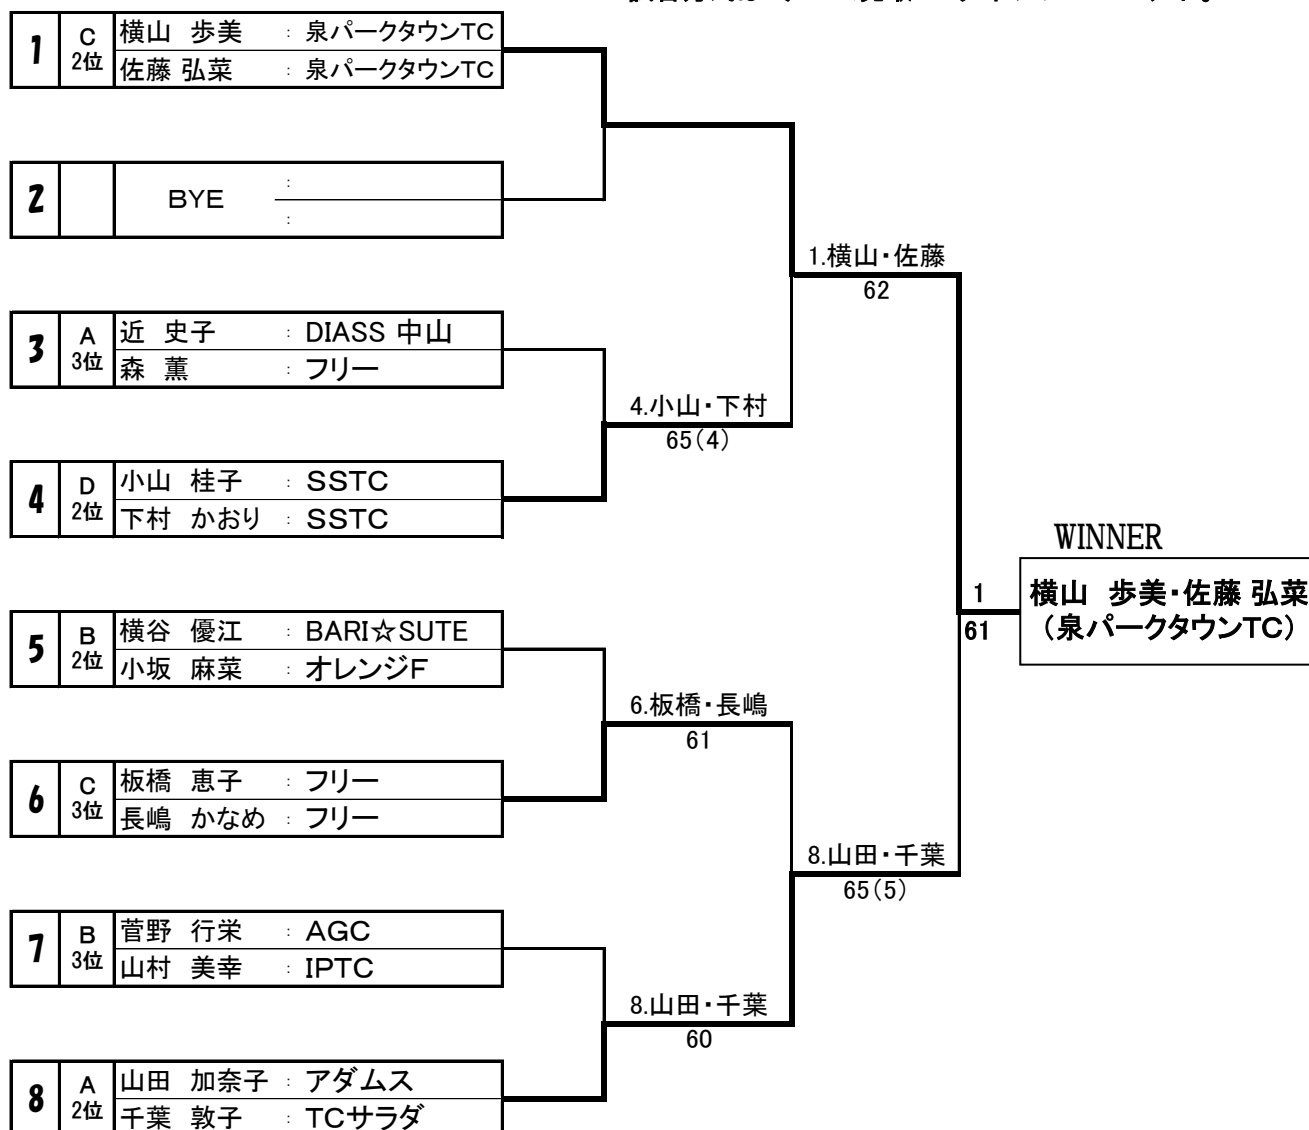 1 C 2位 横山 歩美 : 泉パークタウンTC
佐藤 弘菜 : 泉パークタウンTC
2 BYE :
:
1.横山・佐藤
62
3 A 3位 近 史子 : DIASS 中山
森 薫 : フリー
4.小山・下村
65(4)
4 D 2位 小山 桂子 : SSTC
下村 かおり : SSTC
WINNER
1 横山 歩美・佐藤 弘菜
61 (泉パークタウンTC)
5 B 2位 横谷 優江 : BARI☆SUTE
小坂 麻菜 : オレンジF
6.板橋・長嶋
61
6 C 3位 板橋 恵子 : フリー
長嶋 かなめ : フリー
8.山田・千葉
65(5)
7 B 3位 菅野 行栄 : AGC
山村 美幸 : IPTC
8.山田・千葉
60
8 A 2位 山田 加奈子 : アダムス
千葉 敦子 : TCサラダ